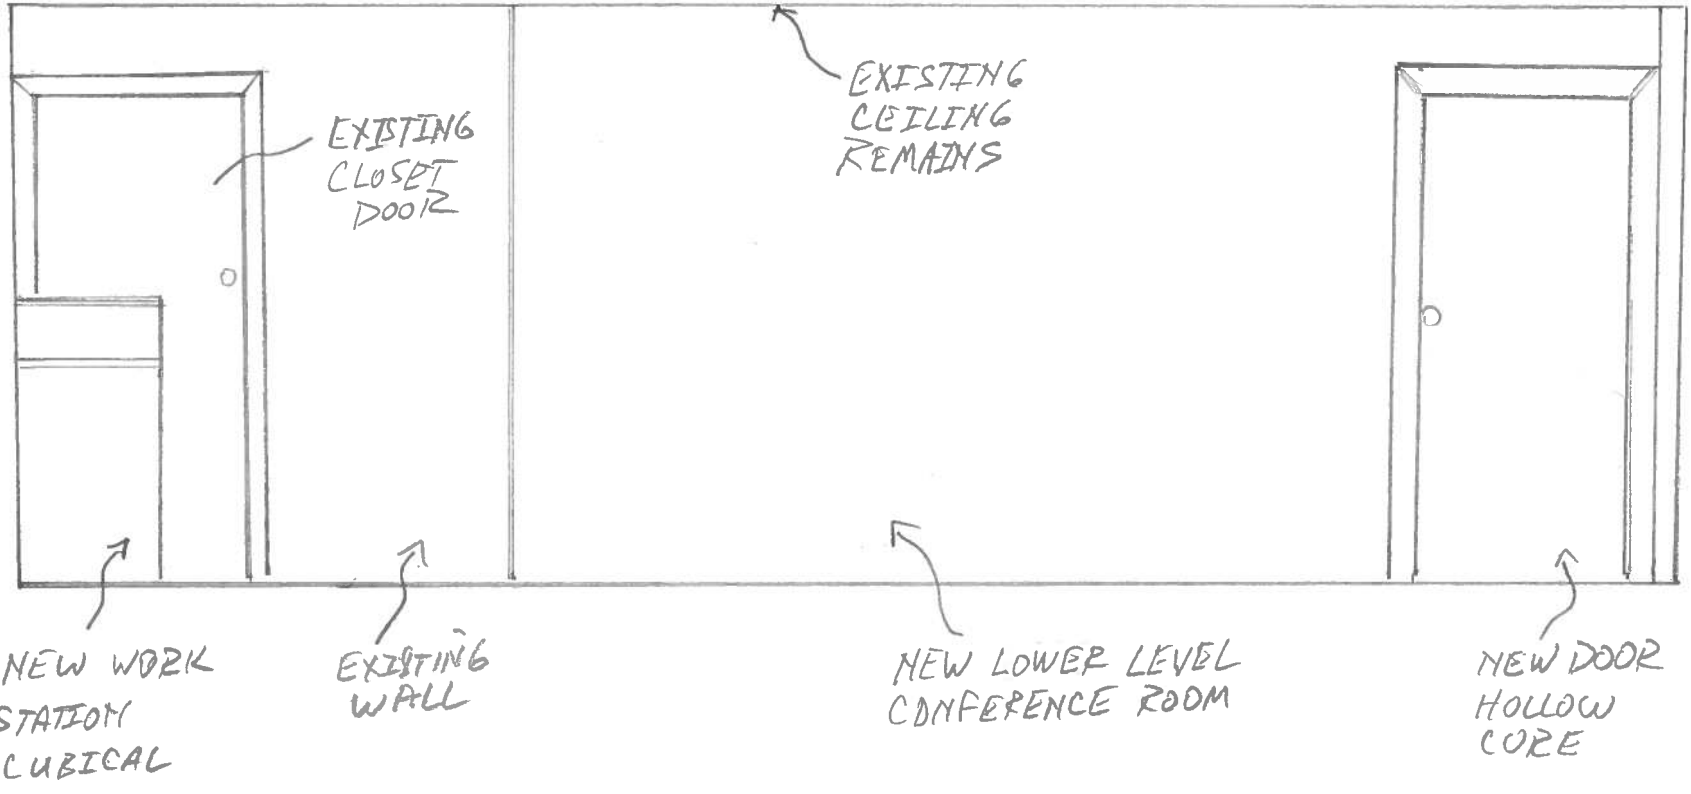 EXISTING
CEILING
REMAINS
EXISTING
CLOSET
DOOR
NEW WORK
STATION
CUBICAL
EXISTING
WALL
NEW LOWER LEVEL
CONFERENCE ROOM
NEW DOOR
HOLLOW
CORE